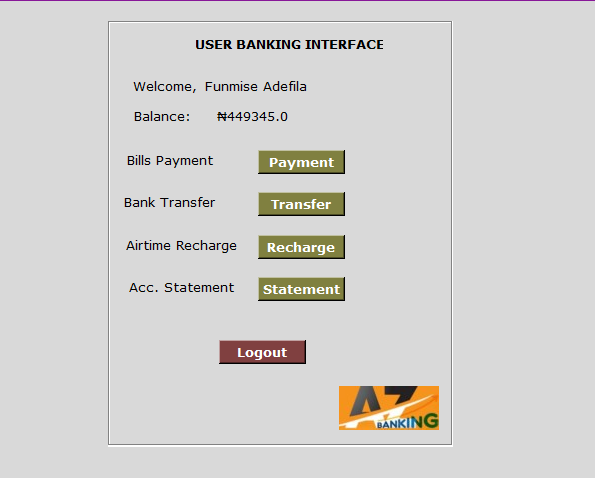 USER BANKING INTERFACE
Welcome, Funmise Adefila
Balance: ₦449345.0
Bills Payment Payment
Bank Transfer Transfer
Airtime Recharge Recharge
Acc. Statement Statement
Logout
AZ
BANKING